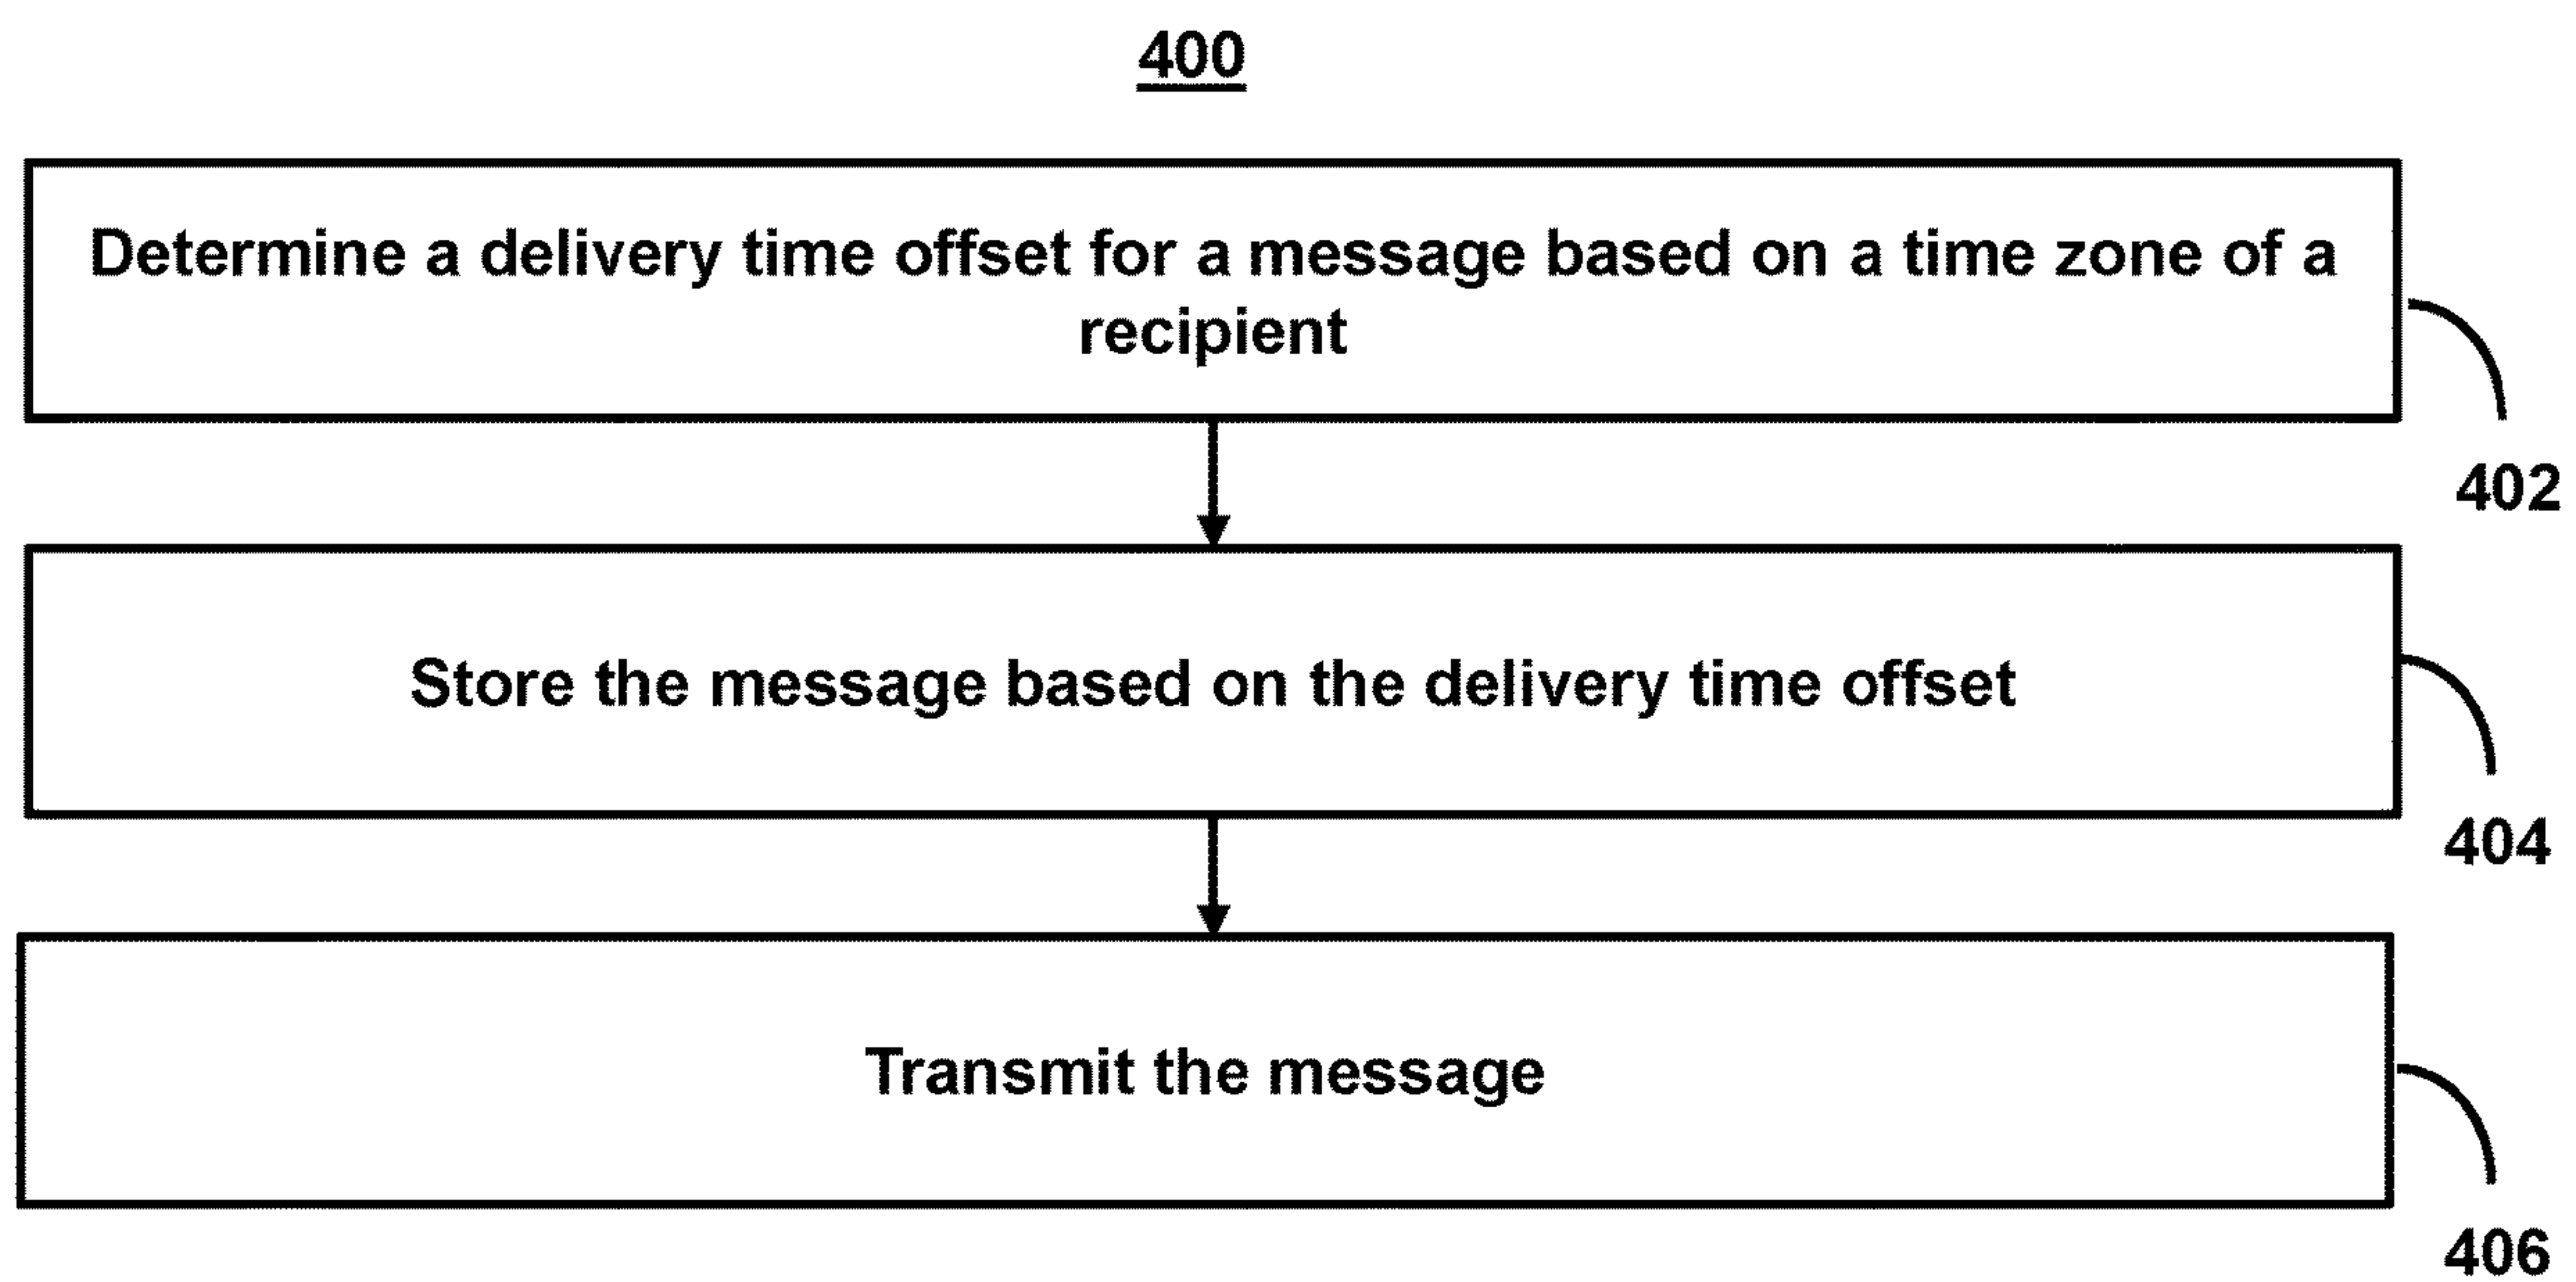 400
Determine a delivery time offset for a message based on a time zone of a
recipient
402
Store the message based on the delivery time offset
404
Transmit the message
406